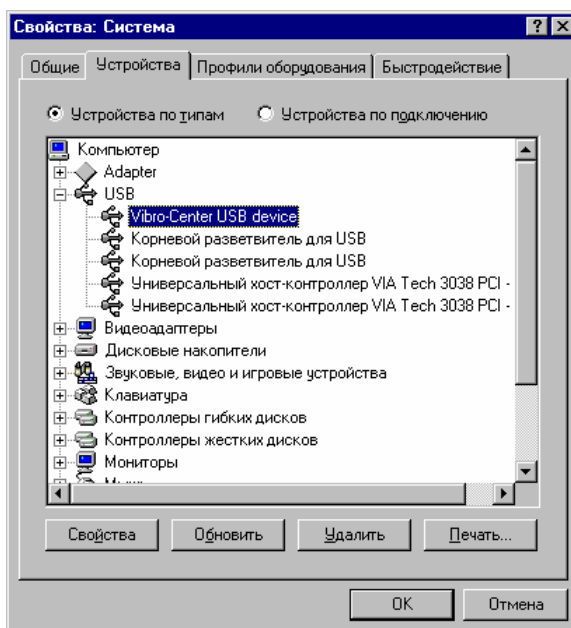 Свойства: Система
Общие Устройства Профили оборудования Быстродействие
Устройства по типам Устройства по подключению
Компьютер
Adapter
USB
Vibro-Center USB device
Корневой разветвитель для USB
Корневой разветвитель для USB
Универсальный хост-контроллер VIA Tech 3038 PCI -
Универсальный хост-контроллер VIA Tech 3038 PCI -
Видеоадаптеры
Дисковые накопители
Звуковые, видео и игровые устройства
Клавиатура
Контроллеры гибких дисков
Контроллеры жестких дисков
Мониторы
Свойства Обновить Удалить Печать...
OK Отмена